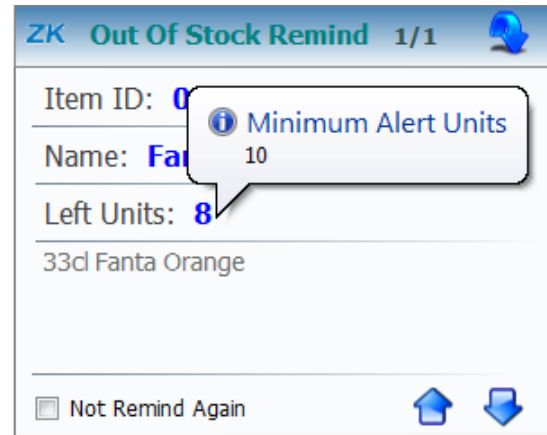 ZK Out Of Stock Remind 1/1
Item ID:
Minimum Alert Units
Name:
10
Left Units: 8
33cl Fanta Orange
Not Remind Again